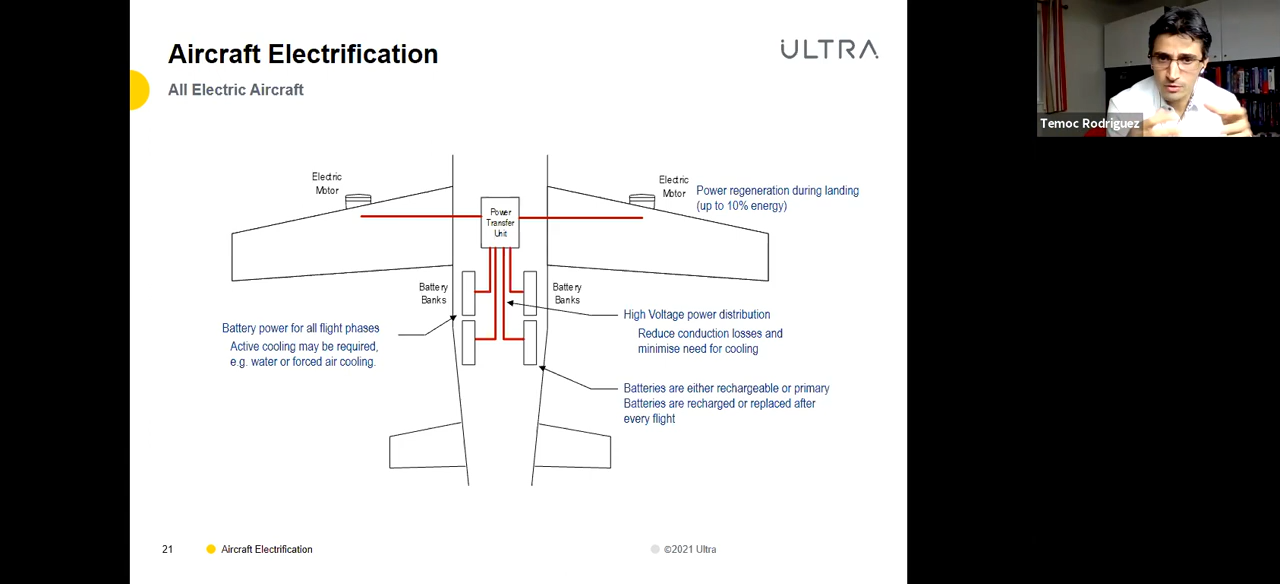 Aircraft Electrification
ULTRA
All Electric Aircraft
Temoc Rodriguez
Electric
Motor
Electric
Motor
Power regeneration during landing
(up to 10% energy)
Power
Transfer
Unit
Battery
Banks
Battery
Banks
High Voltage power distribution
Reduce conduction losses and
minimise need for cooling
Battery power for all flight phases
Active cooling may be required,
e.g. water or forced air cooling.
Batteries are either rechargeable or primary
Batteries are recharged or replaced after
every flight
21
Aircraft Electrification
©2021 Ultra